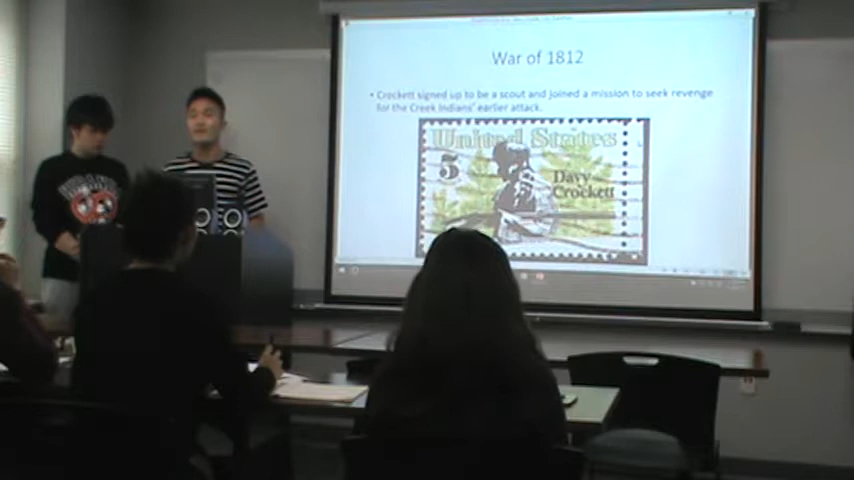 War of 1812
• Crockett signed up to be a scout and joined a mission to seek revenge
for the Creek Indians' earlier attack.
United States
5
Davy
Crockett